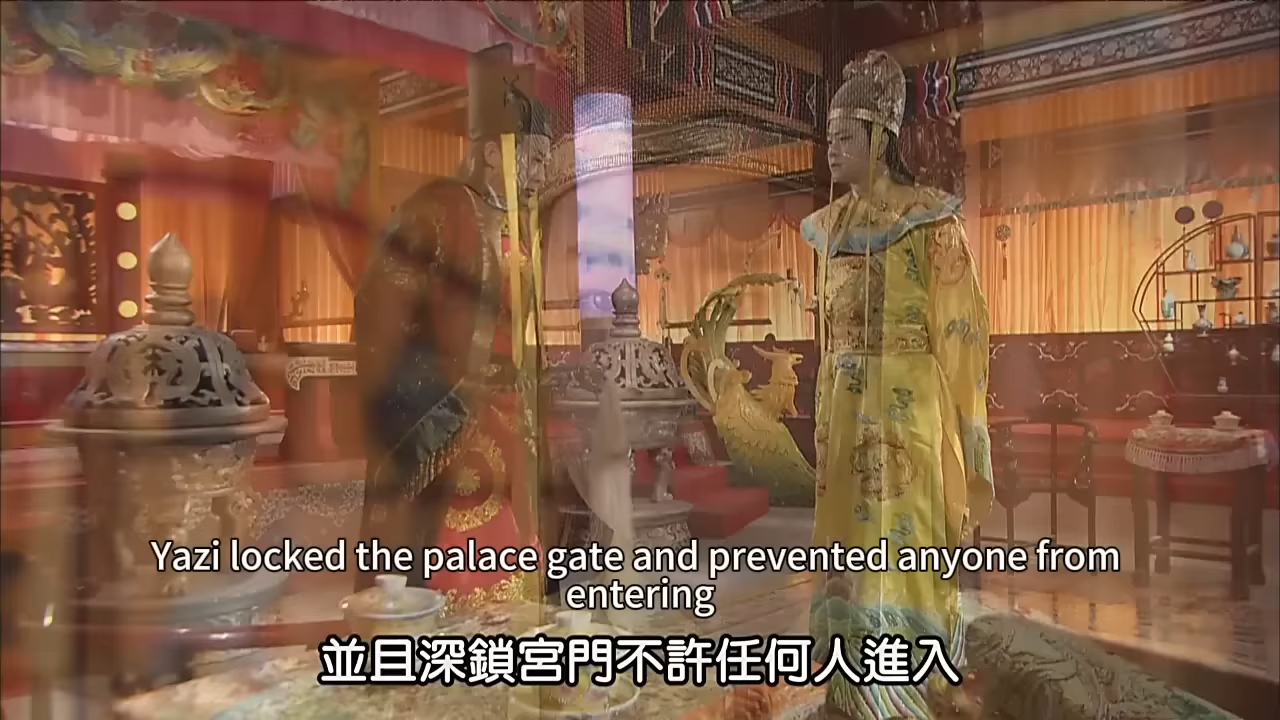 Yazi locked the palace gate and prevented anyone from
entering
並且深鎖宮門不許任何人進入